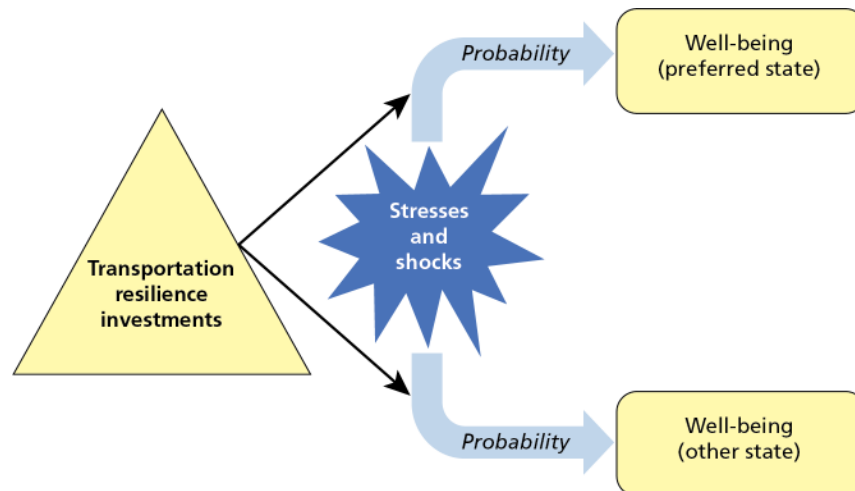 Probability
Well-being
(preferred state)
Stresses
and
shocks
Transportation
resilience
investments
Probability
Well-being
(other state)